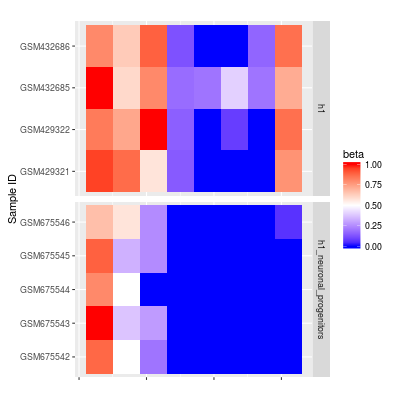 Sample ID
GSM432686
GSM432685
GSM429322
GSM429321
h1
GSM675546
GSM675545
GSM675544
GSM675543
GSM675542
h1_neuronal_progenitors
beta
1.00
0.75
0.50
0.25
0.00